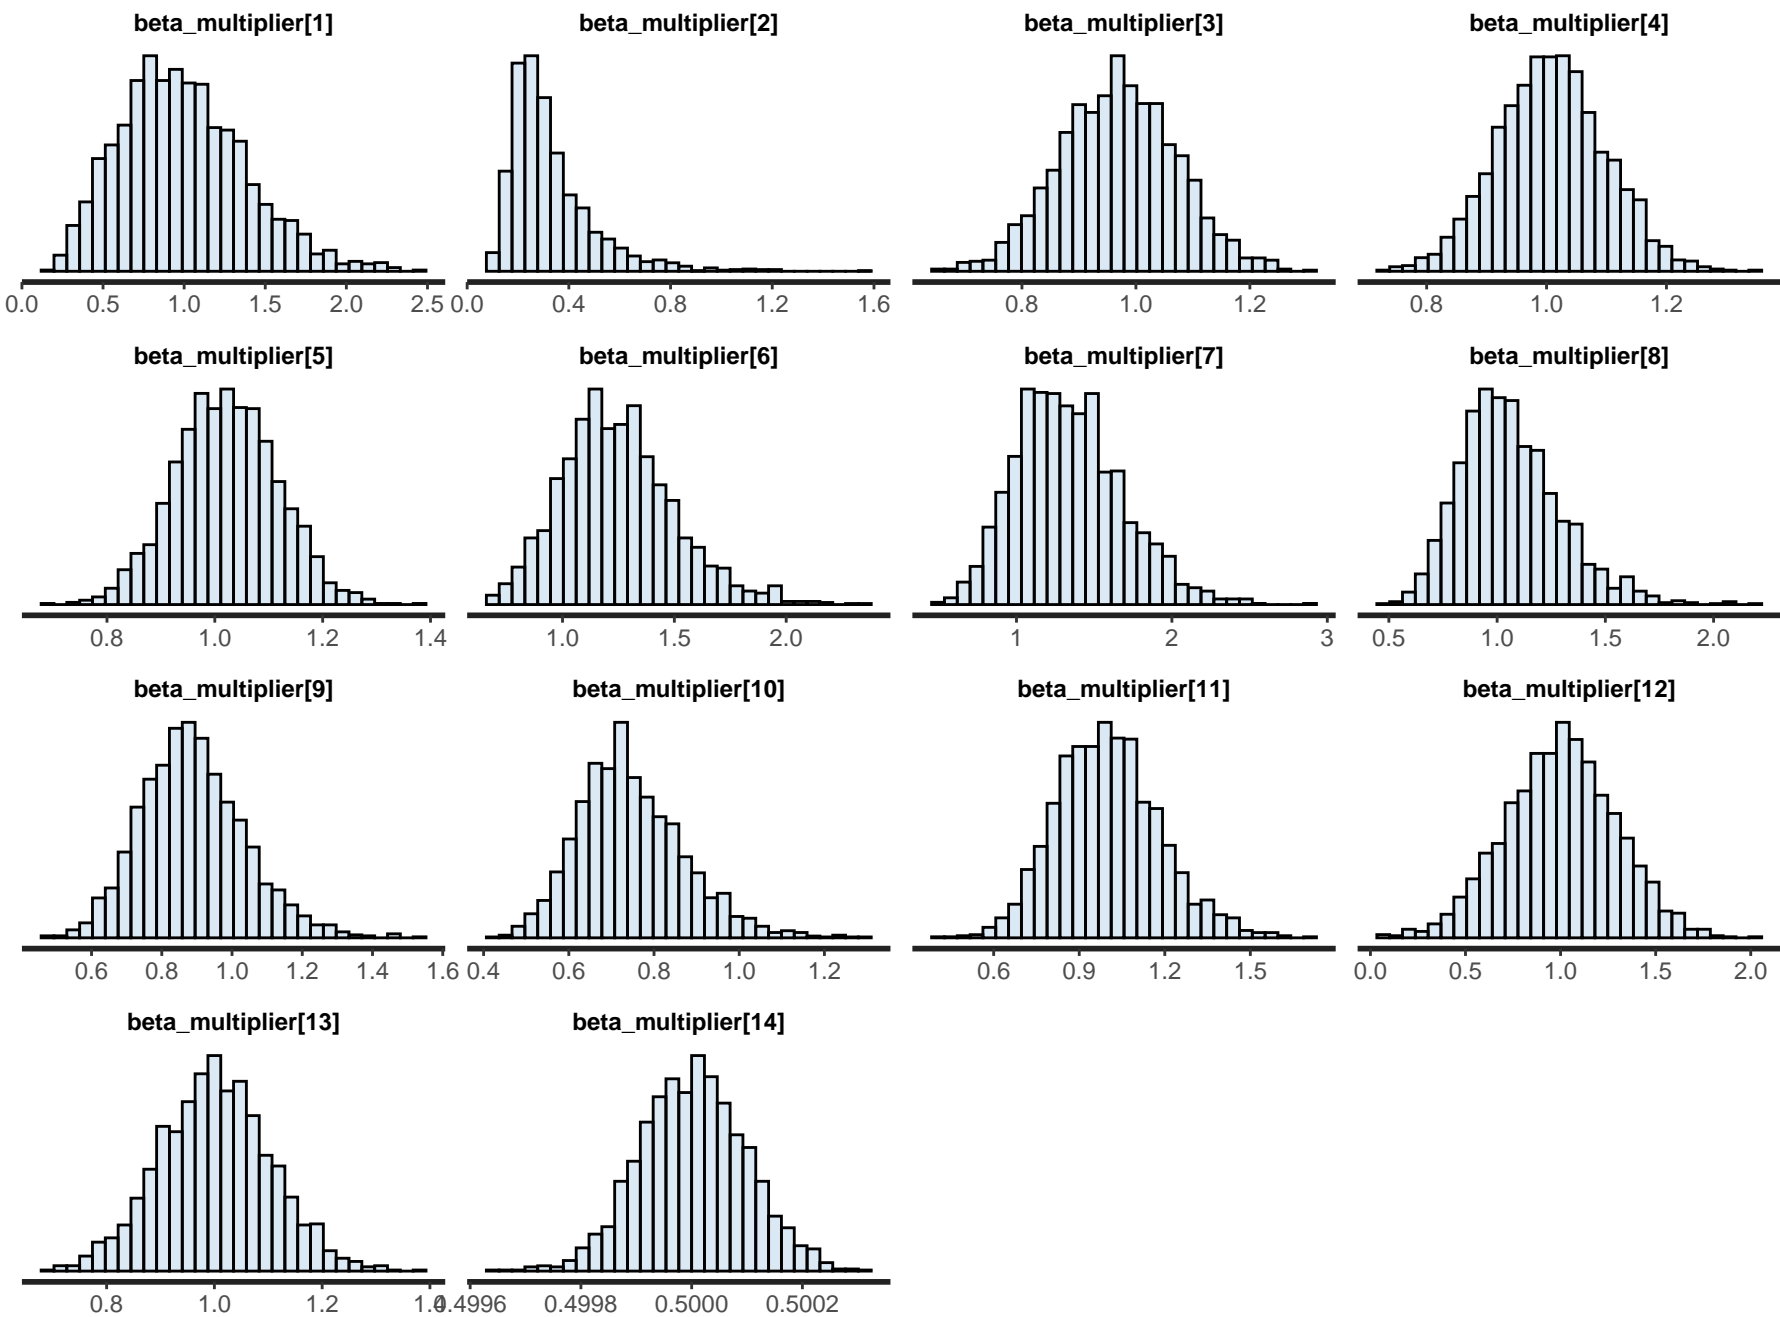 beta_multiplier[1] beta_multiplier[2] beta_multiplier[3] beta_multiplier[4]
0.0 0.5 1.0 1.5 2.0 2.5 0.0 0.4 0.8 1.2 1.6 0.8 1.0 1.2 0.8 1.0 1.2
beta_multiplier[5] beta_multiplier[6] beta_multiplier[7] beta_multiplier[8]
0.8 1.0 1.2 1.4 1.0 1.5 2.0 1 2 3 0.5 1.0 1.5 2.0
beta_multiplier[9] beta_multiplier[10] beta_multiplier[11] beta_multiplier[12]
0.6 0.8 1.0 1.2 1.4 1.6 0.4 0.6 0.8 1.0 1.2 0.6 0.9 1.2 1.5 0.0 0.5 1.0 1.5 2.0
beta_multiplier[13] beta_multiplier[14]
0.8 1.0 1.2 1.4 0.4996 0.4998 0.5000 0.5002